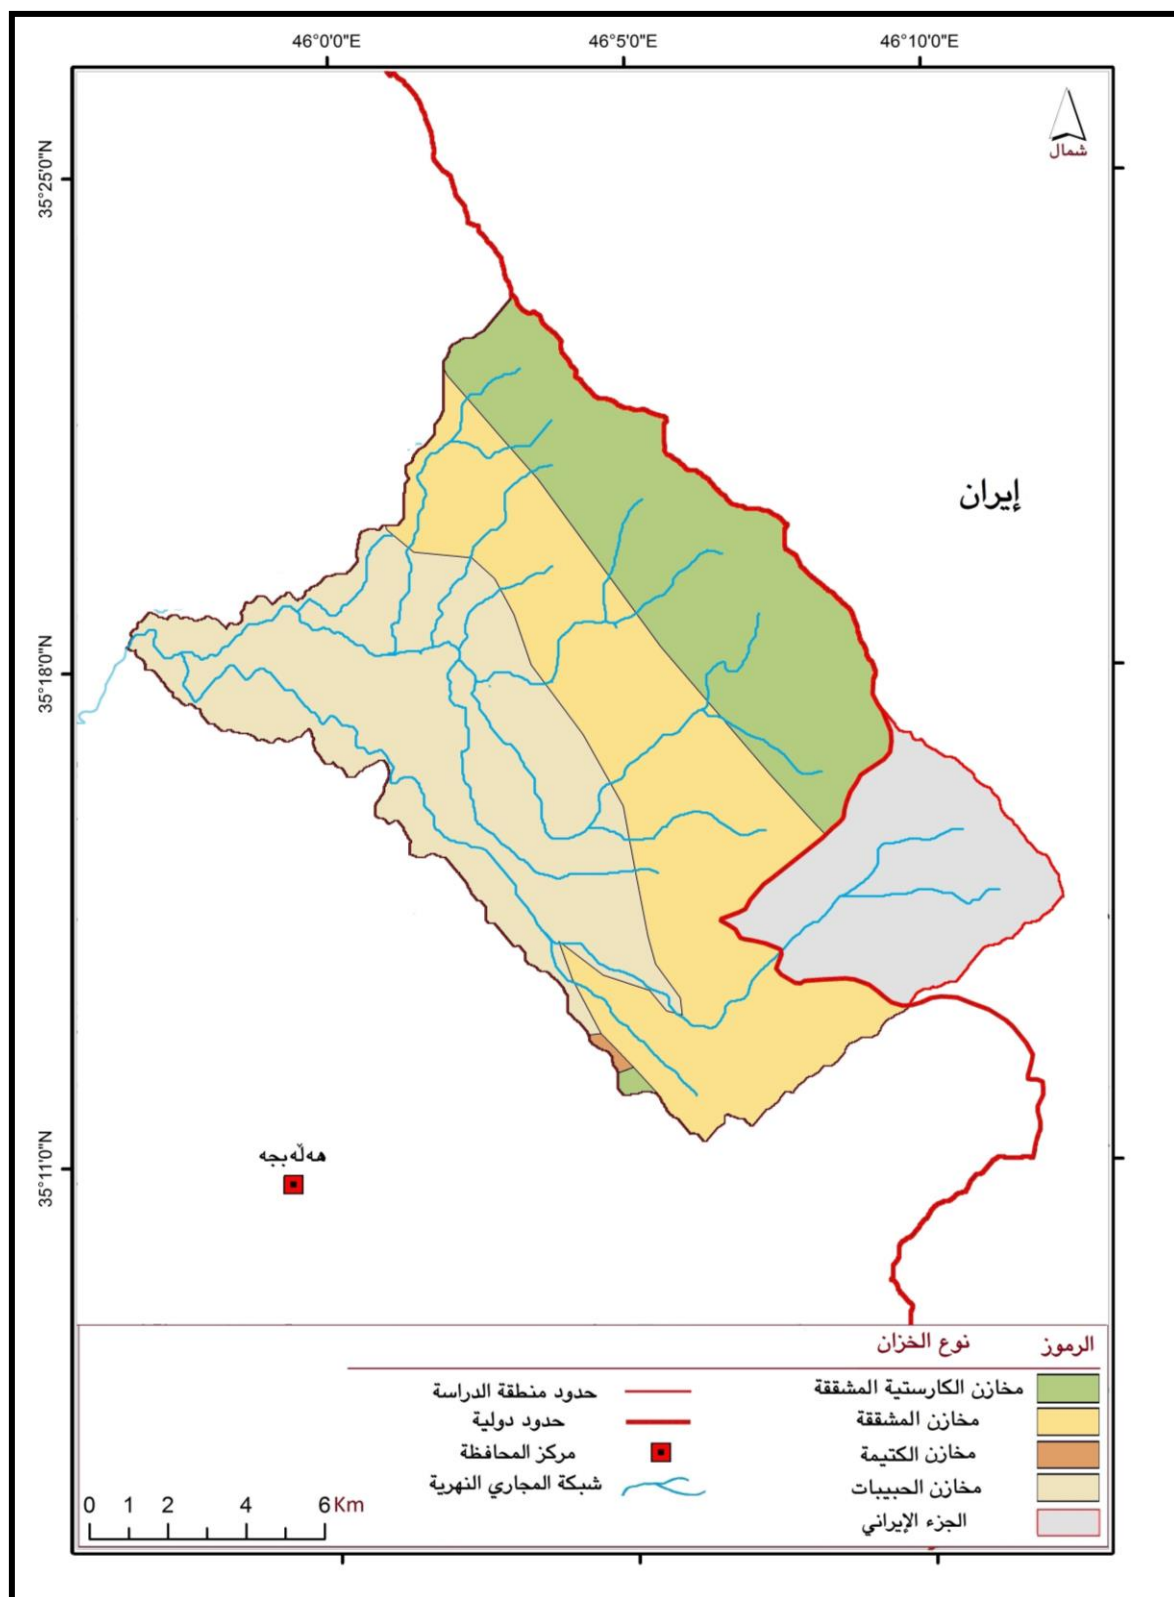 46°0'0"E
46°5'0"E
46°10'0"E
35°25'0"N
35°18'0"N
35°11'0"N
شمال
إيران
هەڵەبجە
الرموز
نوع الخزان
مخازن الكارستية المشققة
مخازن المشققة
مخازن الكتيمة
مخازن الحبيبات
الجزء الإيراني
حدود منطقة الدراسة
حدود دولية
مركز المحافظة
شبكة المجاري النهرية
0 1 2 4 6 Km